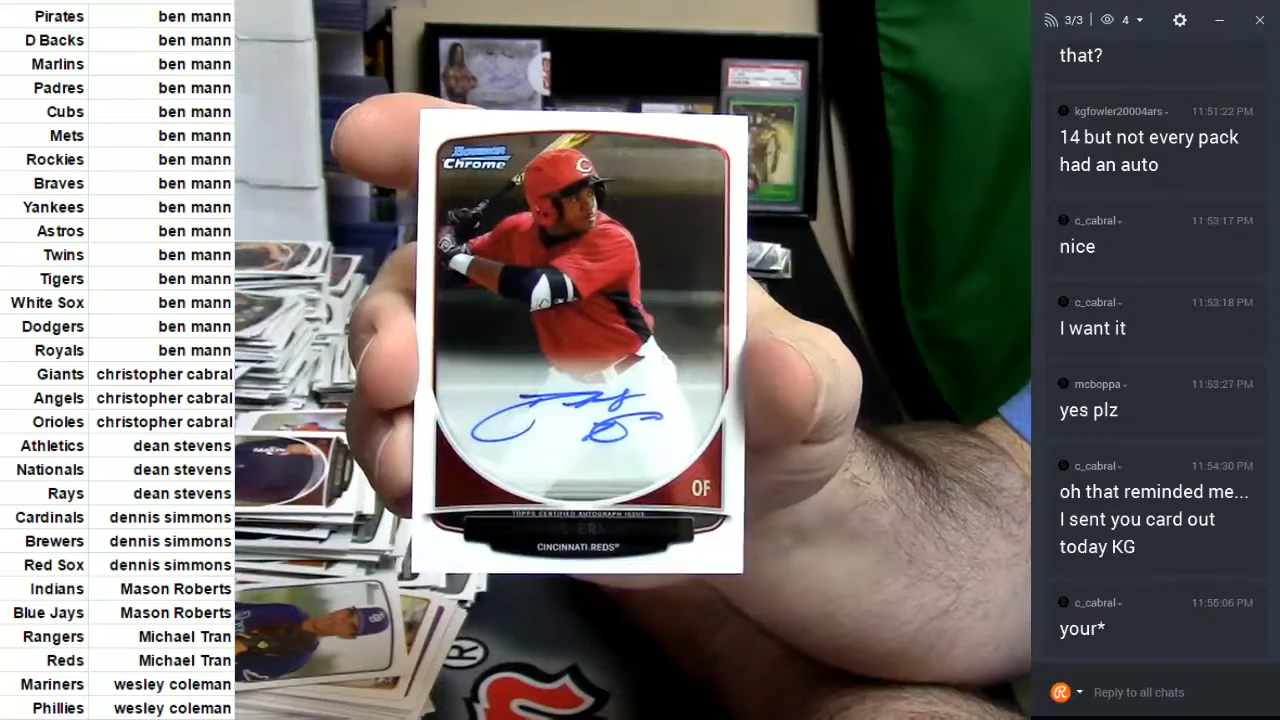 Pirates ben mann
D Backs ben mann
Marlins ben mann
Padres ben mann
Cubs ben mann
Mets ben mann
Rockies ben mann
Braves ben mann
Yankees ben mann
Astros ben mann
Twins ben mann
Tigers ben mann
White Sox ben mann
Dodgers ben mann
Royals ben mann
Giants christopher cabral
Angels christopher cabral
Orioles christopher cabral
Athletics dean stevens
Nationals dean stevens
Rays dean stevens
Cardinals dennis simmons
Brewers dennis simmons
Red Sox dennis simmons
Indians Mason Roberts
Blue Jays Mason Roberts
Rangers Michael Tran
Reds Michael Tran
Mariners wesley coleman
Phillies wesley coleman
Bowman
Chrome
C
OF
TOPPS CERTIFIED AUTOGRAPH ISSUE
CINCINNATI REDS®
®
3/3 4
that?
kgfowler20004ars 11:51:22 PM
14 but not every pack
had an auto
c_cabral 11:53:17 PM
nice
c_cabral 11:53:18 PM
I want it
mcboppa 11:53:27 PM
yes plz
c_cabral 11:54:30 PM
oh that reminded me...
I sent you card out
today KG
c_cabral 11:55:06 PM
your*
Reply to all chats